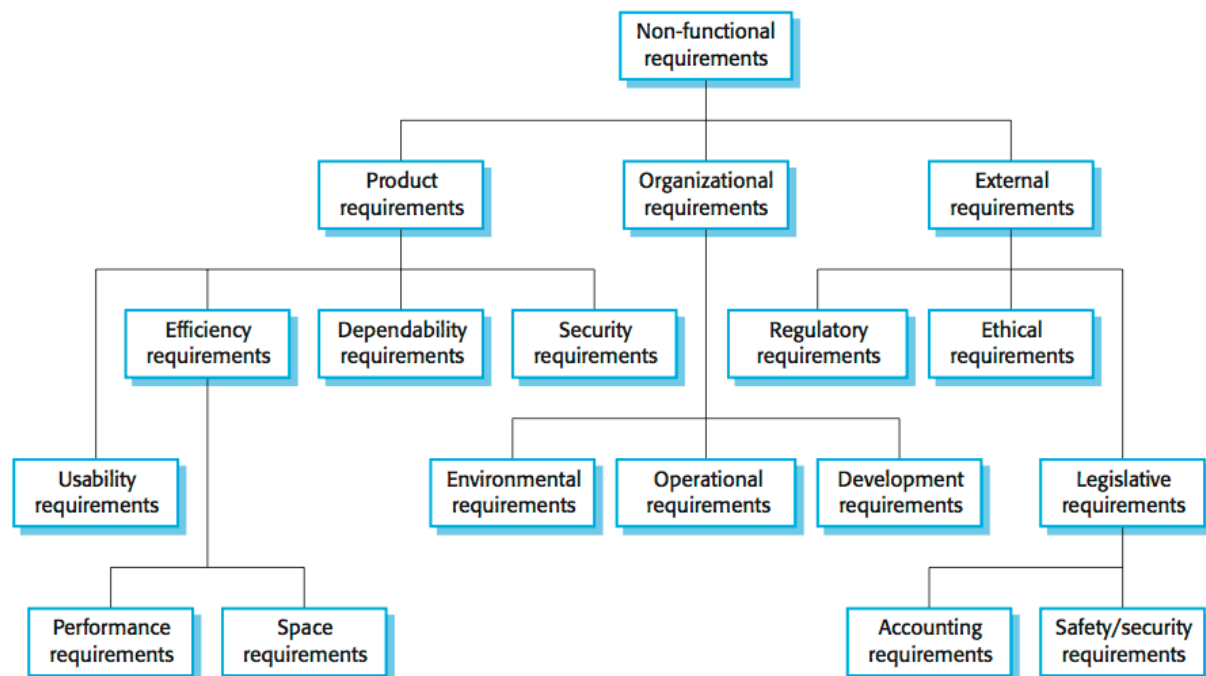 Non-functional
requirements
Product
requirements
Organizational
requirements
External
requirements
Efficiency
requirements
Dependability
requirements
Security
requirements
Regulatory
requirements
Ethical
requirements
Usability
requirements
Environmental
requirements
Operational
requirements
Development
requirements
Legislative
requirements
Performance
requirements
Space
requirements
Accounting
requirements
Safety/security
requirements